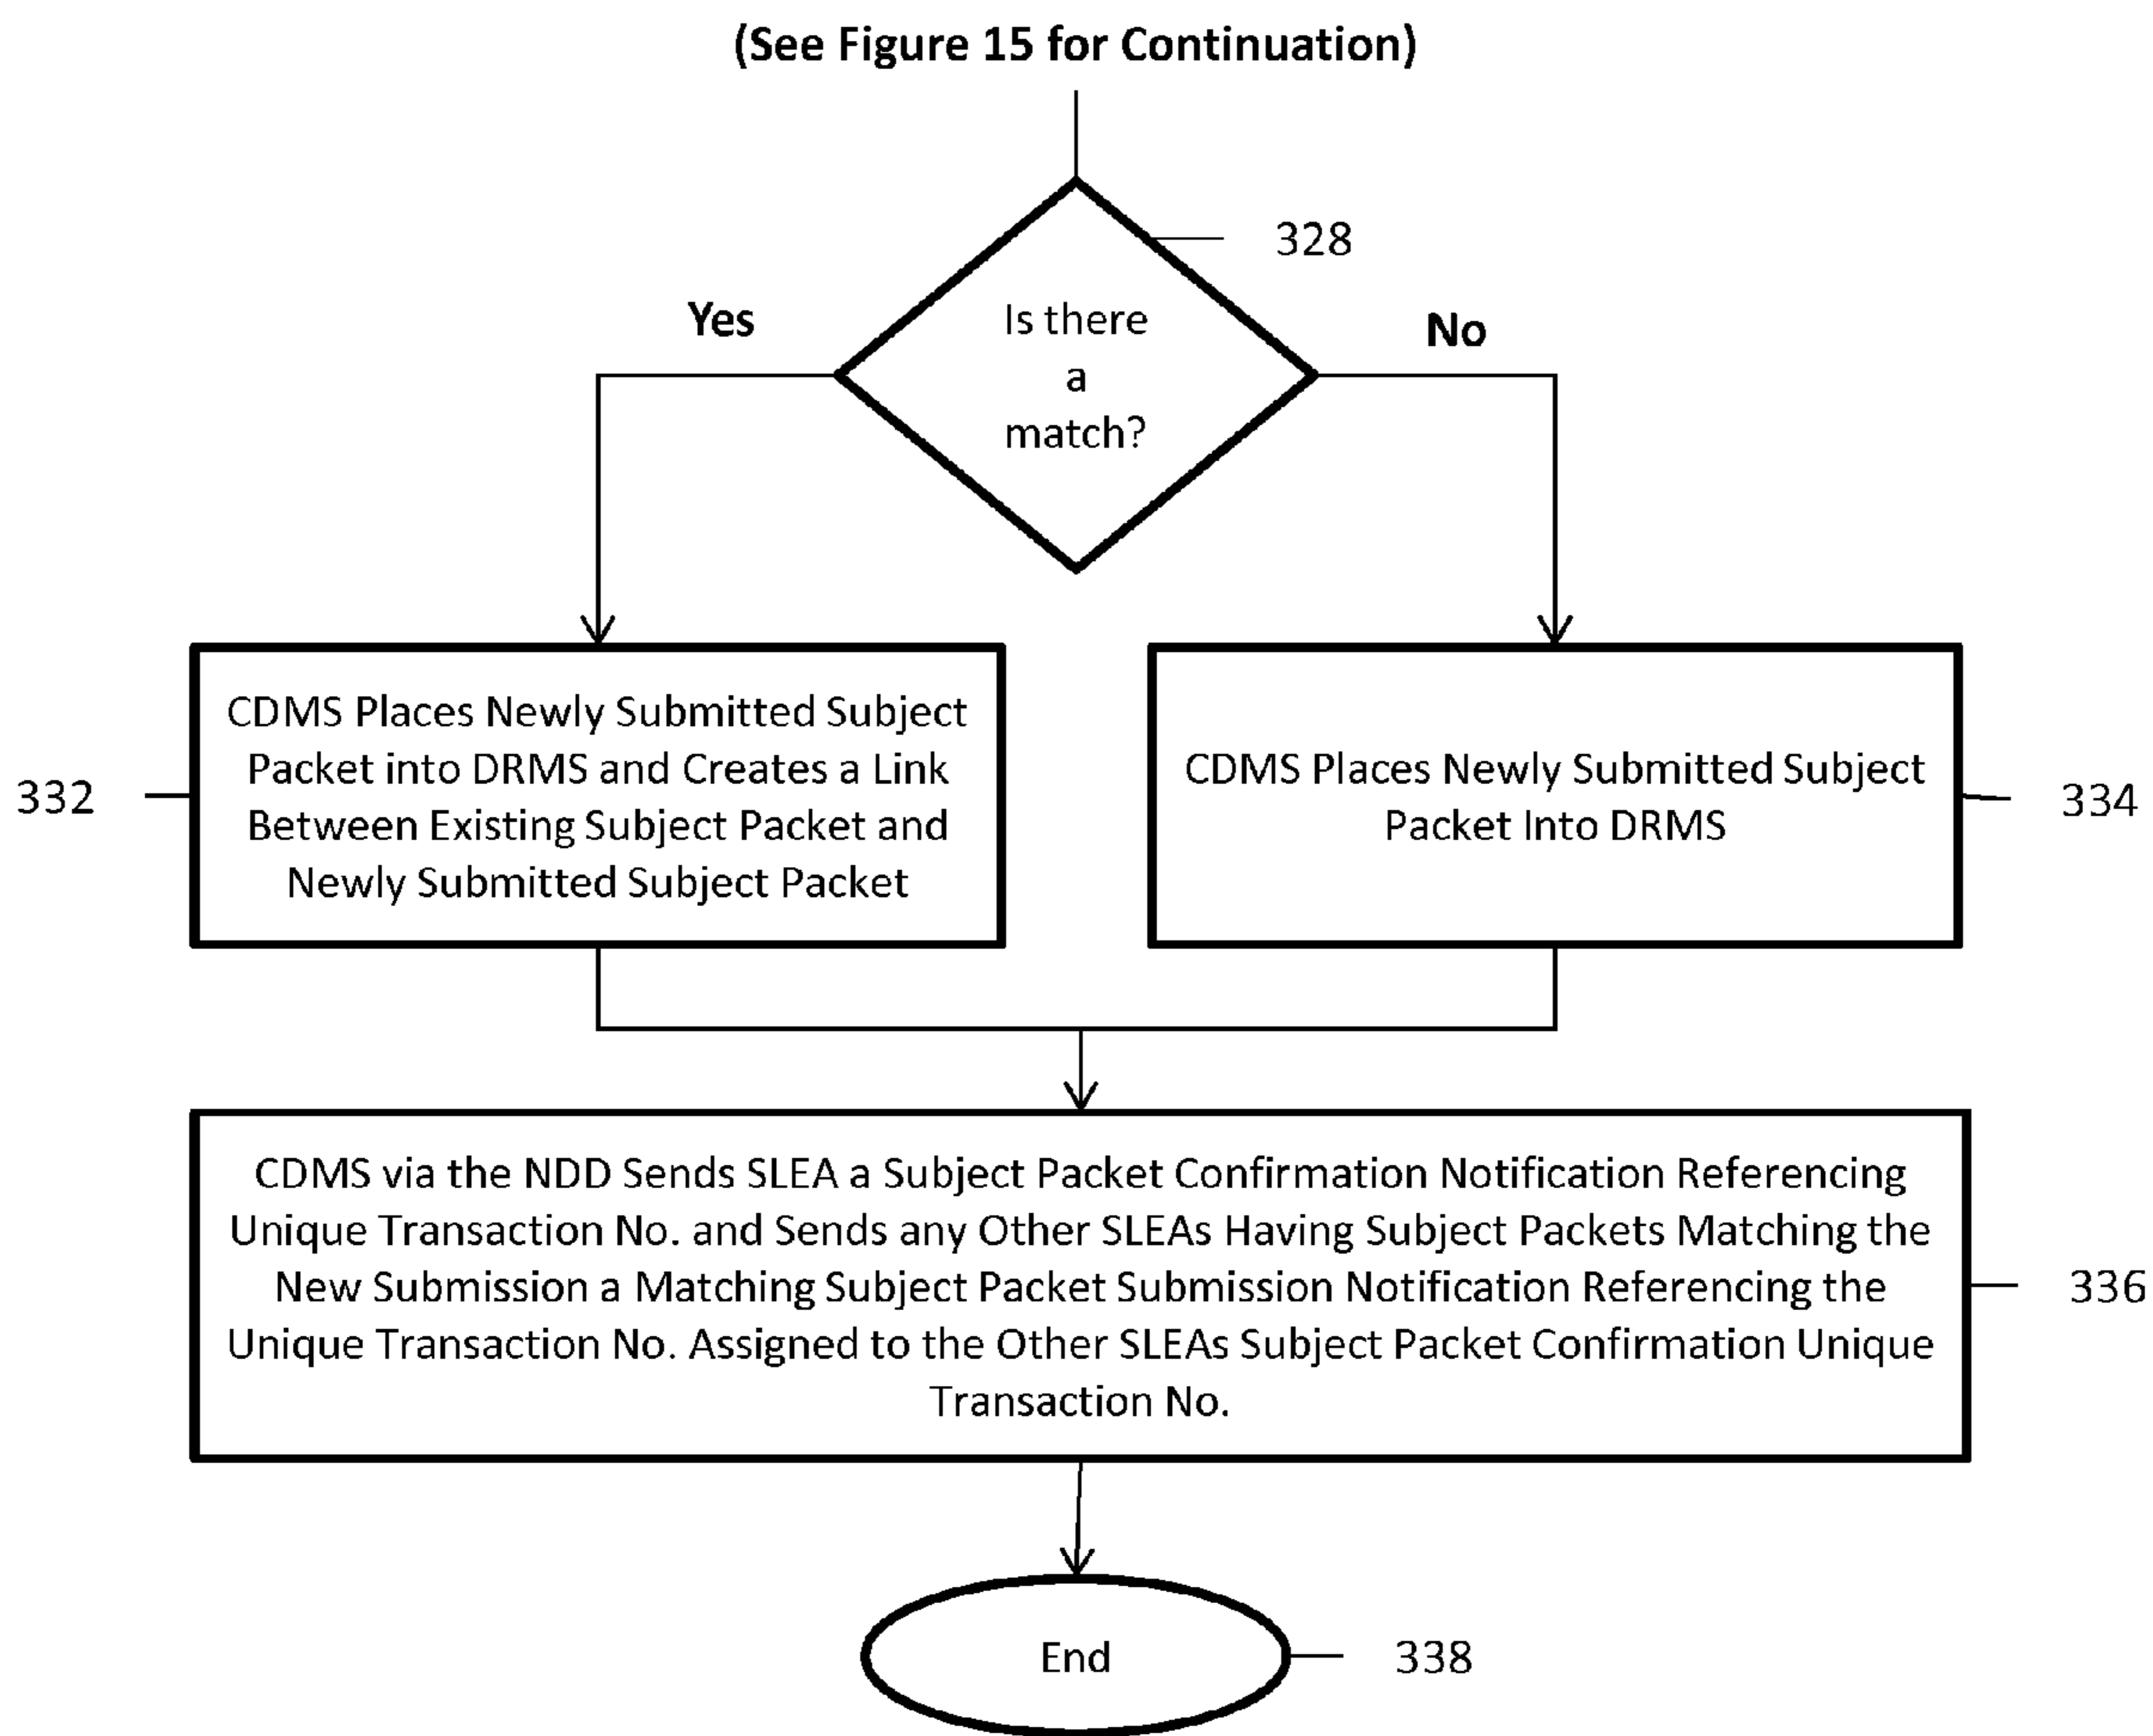 (See Figure 15 for Continuation)
328
Yes
No
Is there
a
match?
CDMS Places Newly Submitted Subject
Packet into DRMS and Creates a Link
Between Existing Subject Packet and
Newly Submitted Subject Packet
332
CDMS Places Newly Submitted Subject
Packet Into DRMS
334
CDMS via the NDD Sends SLEA a Subject Packet Confirmation Notification Referencing
Unique Transaction No. and Sends any Other SLEAs Having Subject Packets Matching the
New Submission a Matching Subject Packet Submission Notification Referencing the
Unique Transaction No. Assigned to the Other SLEAs Subject Packet Confirmation Unique
Transaction No.
336
End
338